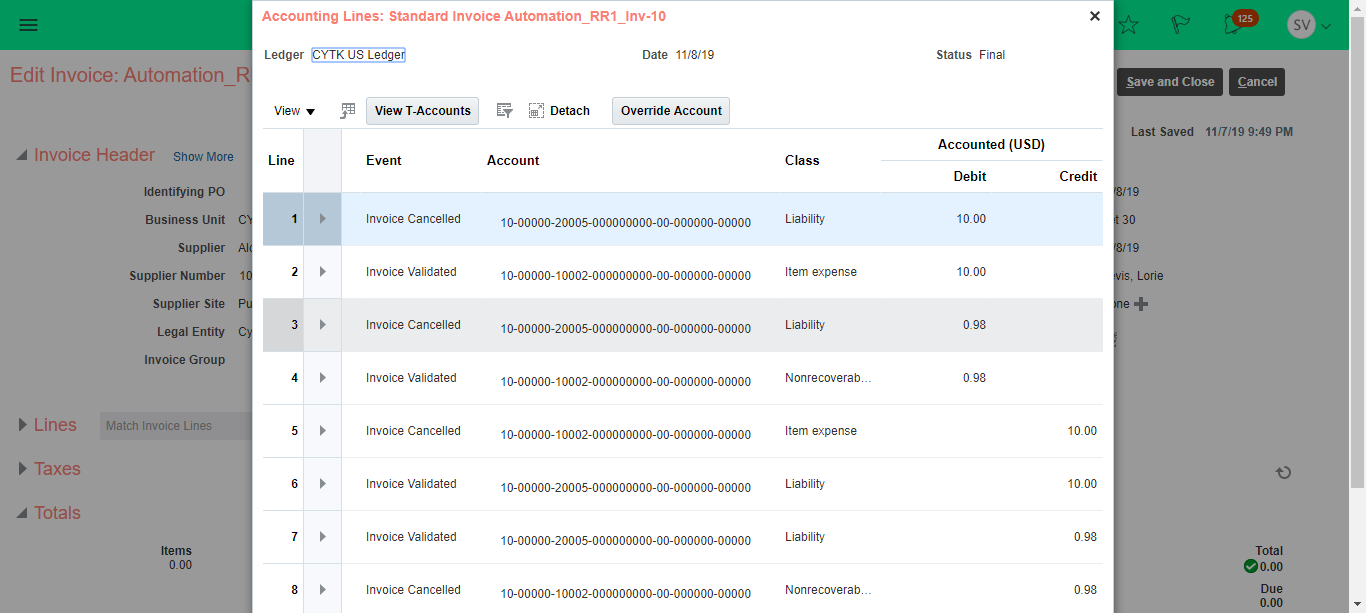 Accounting Lines: Standard Invoice Automation_RR1_Inv-10
125
SV
Ledger CYTK US Ledger Date 11/8/19 Status Final
Edit Invoice: Automation_R
Save and Close Cancel
View View T-Accounts Detach Override Account
Last Saved 11/7/19 9:49 PM
Invoice Header Show More
Identifying PO
Business Unit CY
Supplier
Supplier Number 10
Supplier Site Pu
Legal Entity Cy
Invoice Group
/8/19
et 30
/8/19
evis, Lorie
one
Accounted (USD)
Line Event Account Class Debit Credit
1 Invoice Cancelled 10-00000-20005-000000000-00-000000-00000 Liability 10.00
2 Invoice Validated 10-00000-10002-000000000-00-000000-00000 Item expense 10.00
3 Invoice Cancelled 10-00000-20005-000000000-00-000000-00000 Liability 0.98
4 Invoice Validated 10-00000-10002-000000000-00-000000-00000 Nonrecoverab... 0.98
5 Invoice Cancelled 10-00000-10002-000000000-00-000000-00000 Item expense 10.00
6 Invoice Validated 10-00000-20005-000000000-00-000000-00000 Liability 10.00
7 Invoice Validated 10-00000-20005-000000000-00-000000-00000 Liability 0.98
8 Invoice Cancelled 10-00000-10002-000000000-00-000000-00000 Nonrecoverab... 0.98
Lines Match Invoice Lines
Taxes
Totals
Items
0.00
Total
0.00
Due
0.00